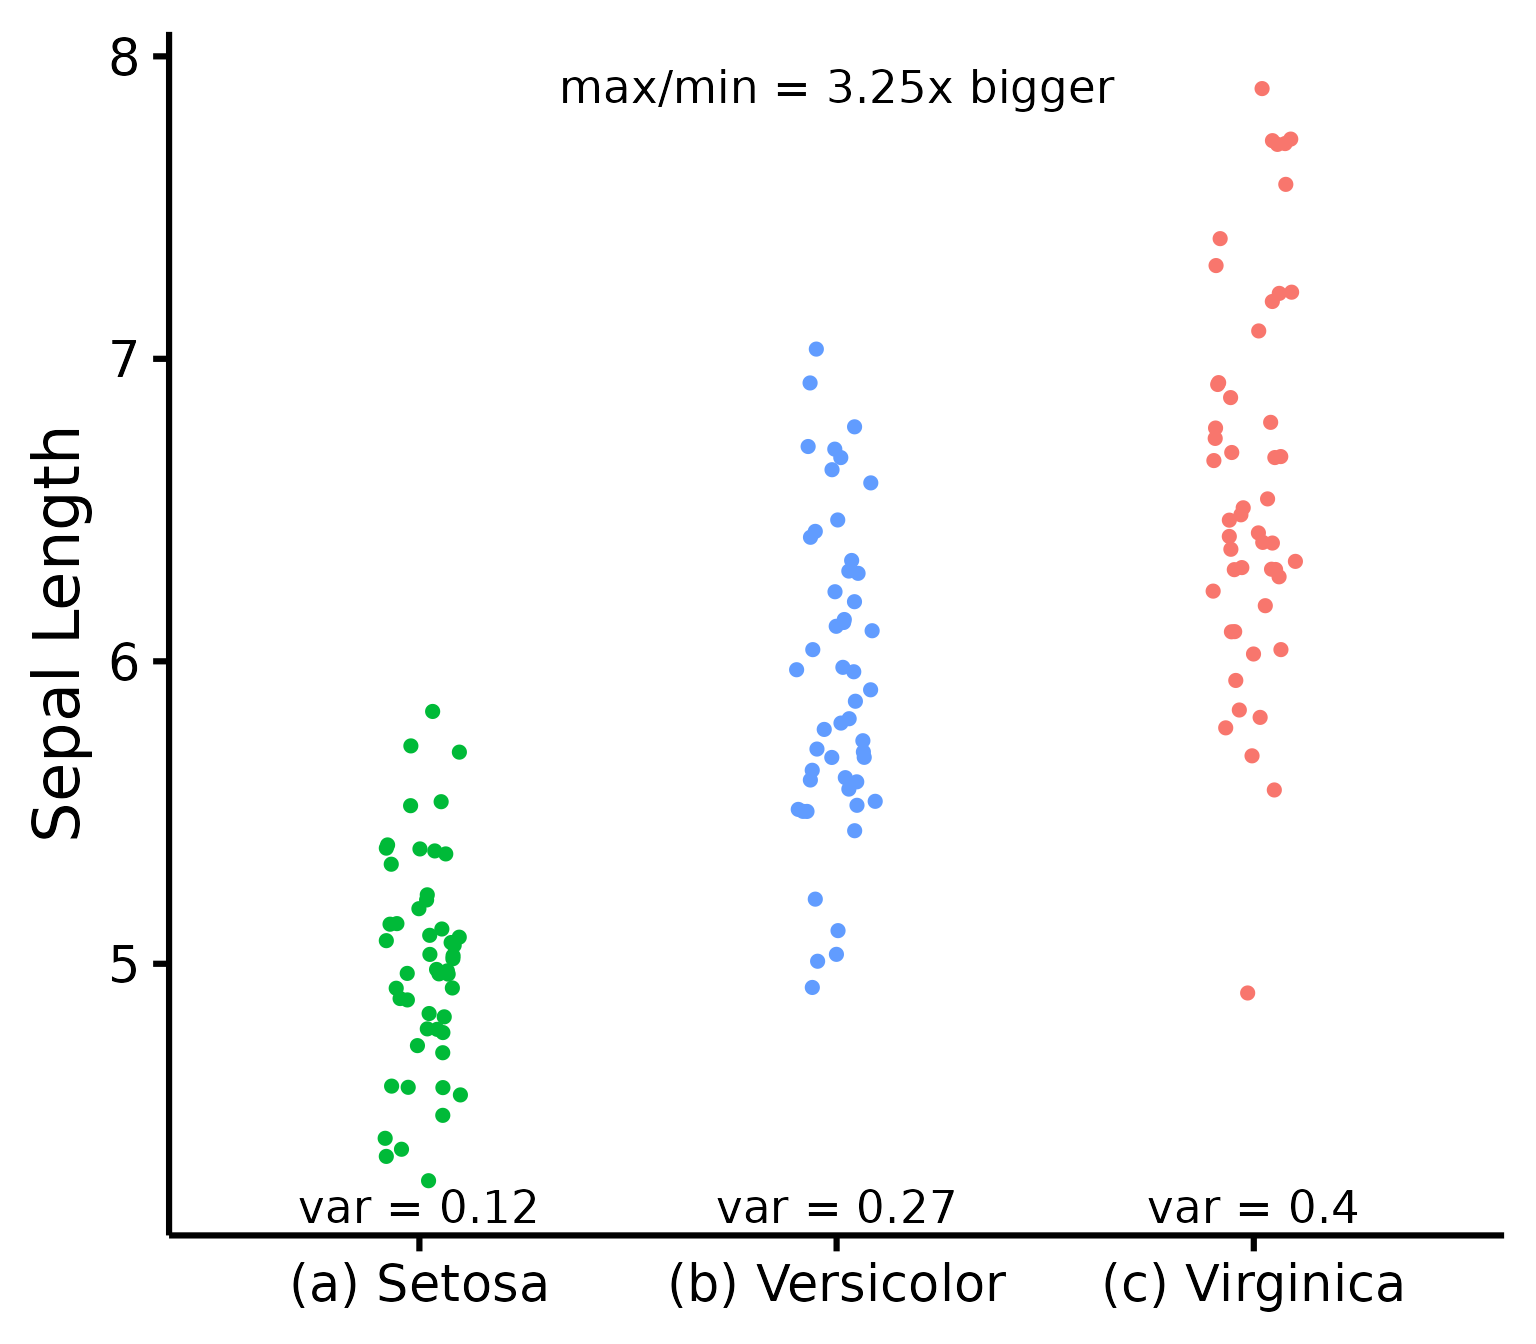 8
max/min = 3.25x bigger
7
6
5
Sepal Length
var = 0.12
var = 0.27
var = 0.4
(a) Setosa
(b) Versicolor
(c) Virginica